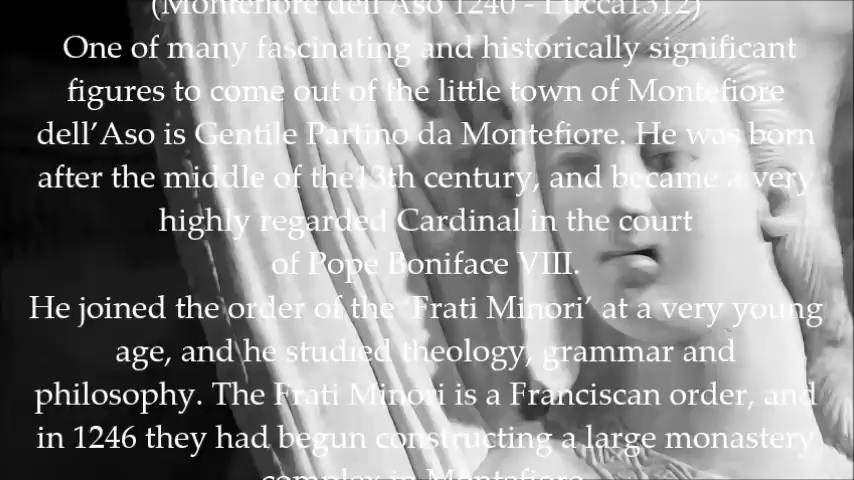 (Montefiore dell'Aso 1240 - Lucca1312)
One of many fascinating and historically significant
figures to come out of the little town of Montefiore
dell’Aso is Gentile Partino da Montefiore. He was born
after the middle of the13th century, and became a very
highly regarded Cardinal in the court
of Pope Boniface VIII.
He joined the order of the ‘Frati Minori’ at a very young
age, and he studied theology, grammar and
philosophy. The Frati Minori is a Franciscan order, and
in 1246 they had begun constructing a large monastery
complex in Montefiore